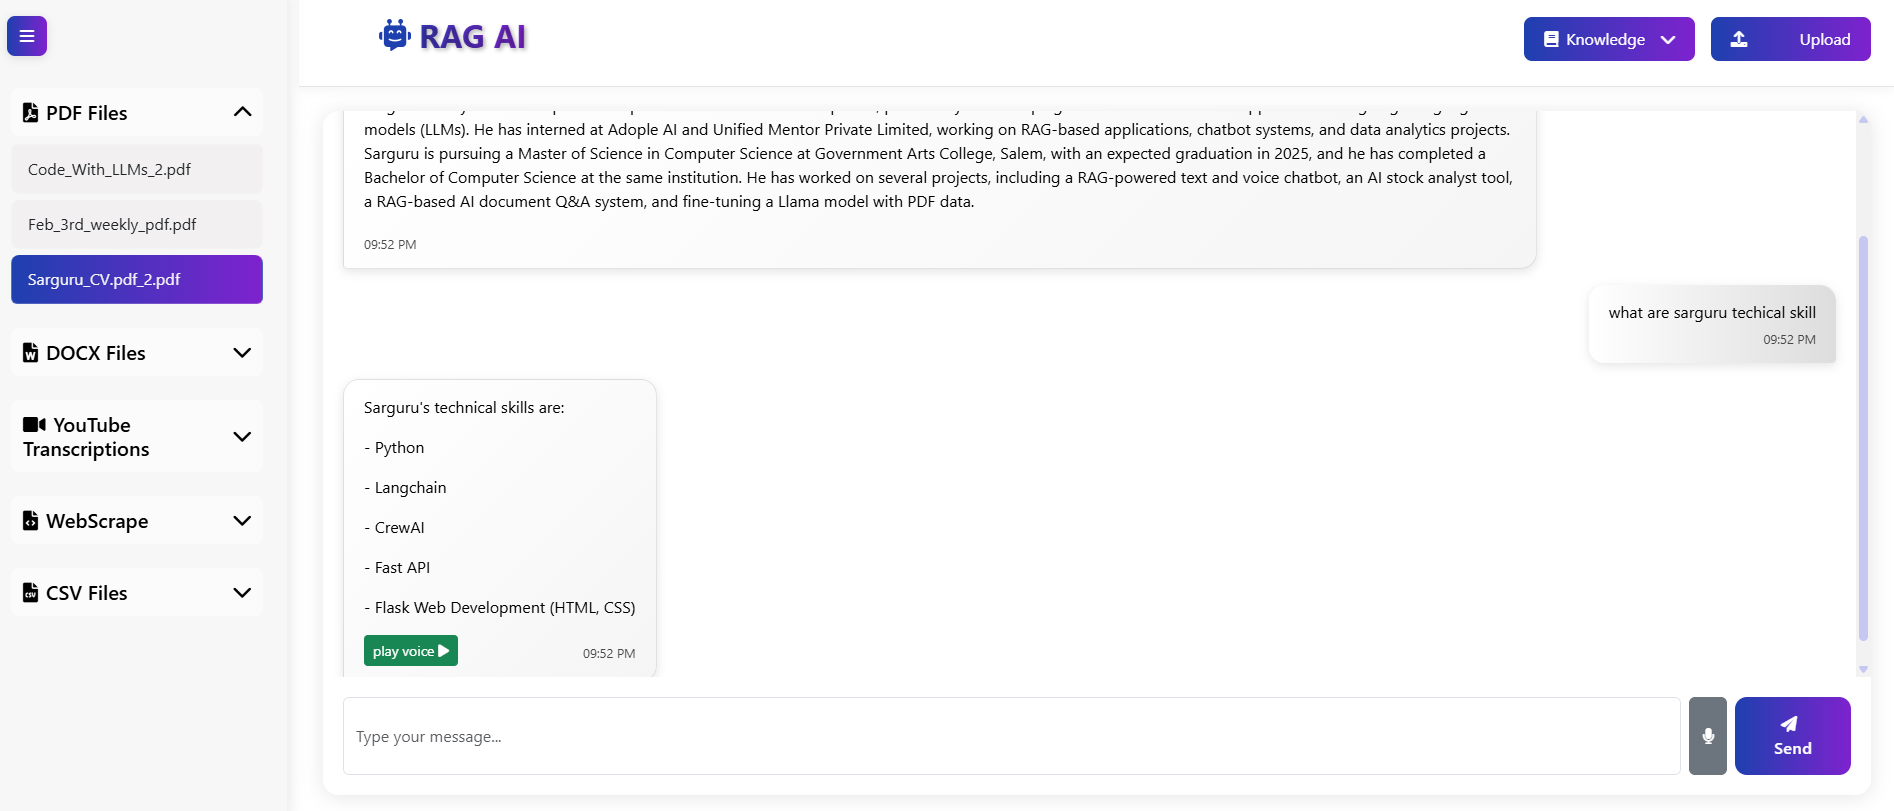 RAG AI
Knowledge
Upload
PDF Files
Code_With_LLMs_2.pdf
Feb_3rd_weekly_pdf.pdf
Sarguru_CV.pdf_2.pdf
DOCX Files
YouTube
Transcriptions
WebScrape
CSV Files
models (LLMs). He has interned at Adople AI and Unified Mentor Private Limited, working on RAG-based applications, chatbot systems, and data analytics projects.
Sarguru is pursuing a Master of Science in Computer Science at Government Arts College, Salem, with an expected graduation in 2025, and he has completed a
Bachelor of Computer Science at the same institution. He has worked on several projects, including a RAG-powered text and voice chatbot, an AI stock analyst tool,
a RAG-based AI document Q&A system, and fine-tuning a Llama model with PDF data.
09:52 PM
what are sarguru techical skill
09:52 PM
Sarguru's technical skills are:
- Python
- Langchain
- CrewAI
- Fast API
- Flask Web Development (HTML, CSS)
play voice
09:52 PM
Type your message...
Send